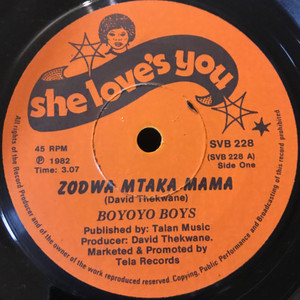 she love's you
45 RPM
℗ 1982
Time: 3.07
SVB 228
(SVB 228 A)
Side One
ZODWA MTAKA MAMA
(David Thekwane)
BOYOYO BOYS
Published by: Talan Music
Producer: David Thekwane.
Marketed & Promoted by
Tela Records
All rights of the Record Producer and of the owner of the work reproduced reserved. Copying, Public Performance and Broadcasting of this record prohibited